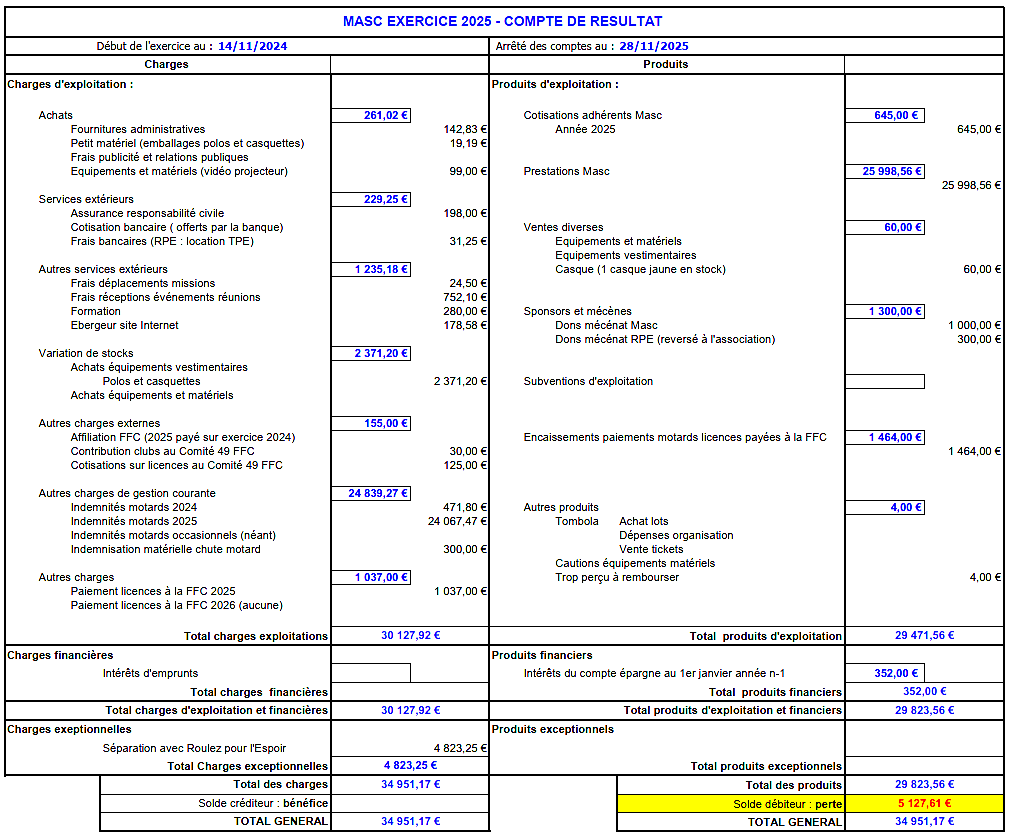 MASC EXERCICE 2025 - COMPTE DE RESULTAT
Début de l'exercice au : 14/11/2024 Arrêté des comptes au : 28/11/2025
Charges Produits
Charges d'exploitation : Produits d'exploitation :
Achats 261,02 € Cotisations adhérents Masc 645,00 €
Fournitures administratives 142,83 € Année 2025 645,00 €
Petit matériel (emballages polos et casquettes) 19,19 €
Frais publicité et relations publiques
Equipements et matériels (vidéo projecteur) 99,00 € Prestations Masc 25 998,56 €
25 998,56 €
Services extérieurs 229,25 €
Assurance responsabilité civile 198,00 €
Cotisation bancaire ( offerts par la banque) Ventes diverses 60,00 €
Frais bancaires (RPE : location TPE) 31,25 € Equipements et matériels
Equipements vestimentaires
Autres services extérieurs 1 235,18 € Casque (1 casque jaune en stock) 60,00 €
Frais déplacements missions 24,50 €
Frais réceptions événements réunions 752,10 €
Formation 280,00 € Sponsors et mécènes 1 300,00 €
Ebergeur site Internet 178,58 € Dons mécénat Masc 1 000,00 €
Dons mécénat RPE (reversé à l'association) 300,00 €
Variation de stocks 2 371,20 €
Achats équipements vestimentaires
Polos et casquettes 2 371,20 € Subventions d'exploitation
Achats équipements et matériels
Autres charges externes 155,00 €
Affiliation FFC (2025 payé sur exercice 2024) Encaissements paiements motards licences payées à la FFC 1 464,00 €
Contribution clubs au Comité 49 FFC 30,00 € 1 464,00 €
Cotisations sur licences au Comité 49 FFC 125,00 €
Autres charges de gestion courante 24 839,27 €
Indemnités motards 2024 471,80 € Autres produits 4,00 €
Indemnités motards 2025 24 067,47 € Tombola Achat lots
Indemnités motards occasionnels (néant) Dépenses organisation
Indemnisation matérielle chute motard 300,00 € Vente tickets
Cautions équipements matériels
Autres charges 1 037,00 € Trop perçu à rembourser 4,00 €
Paiement licences à la FFC 2025 1 037,00 €
Paiement licences à la FFC 2026 (aucune)
Total charges exploitations 30 127,92 € Total produits d'exploitation 29 471,56 €
Charges financières Produits financiers
Intérêts d'emprunts Intérêts du compte épargne au 1er janvier année n-1 352,00 €
Total charges financières Total produits financiers 352,00 €
Total charges d'exploitation et financières 30 127,92 € Total produits d'exploitation et financiers 29 823,56 €
Charges exeptionnelles Produits exceptionnels
Séparation avec Roulez pour l'Espoir 4 823,25 €
Total Charges exceptionnelles 4 823,25 € Total produits exceptionnels
Total des charges 34 951,17 € Total des produits 29 823,56 €
Solde créditeur : bénéfice Solde débiteur : perte 5 127,61 €
TOTAL GENERAL 34 951,17 € TOTAL GENERAL 34 951,17 €